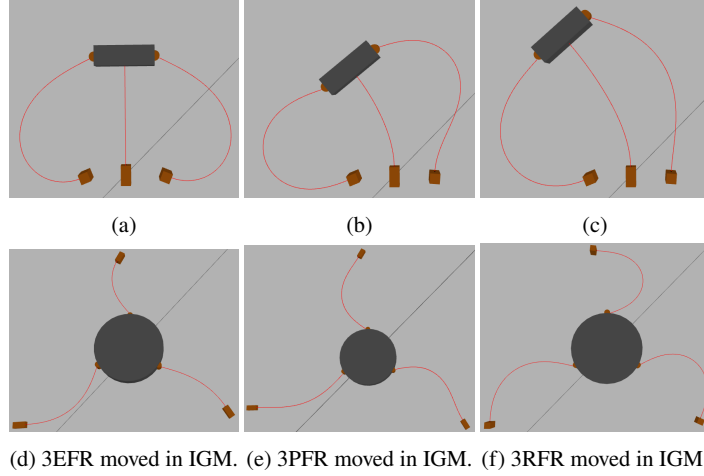 (a) (b) (c)
(d) 3EFR moved in IGM. (e) 3PFR moved in IGM. (f) 3RFR moved in IGM